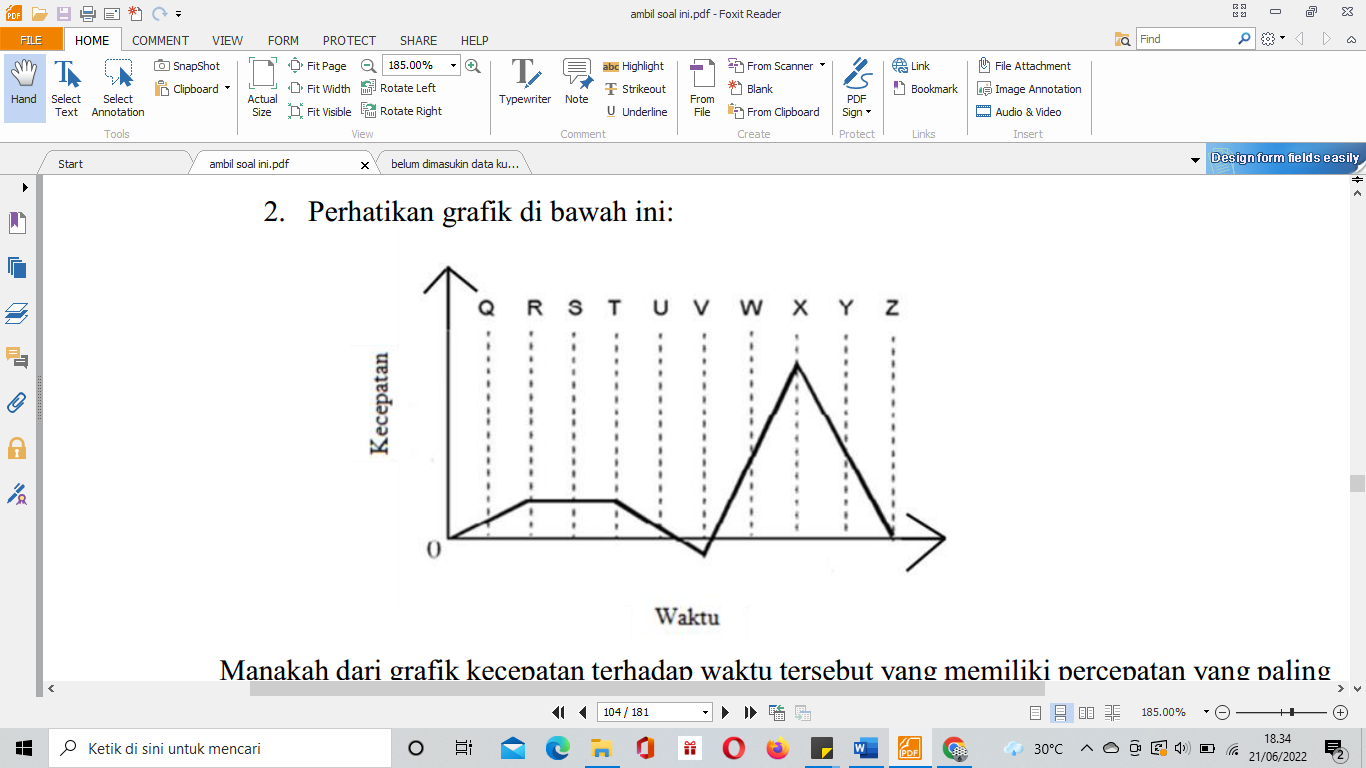 ambil soal ini.pdf - Foxit Reader
FILE HOME COMMENT VIEW FORM PROTECT SHARE HELP
Find
Hand
Select Text
Select Annotation
SnapShot
Clipboard
Tools
Actual Size
Fit Page
Fit Width
Fit Visible
185.00%
Rotate Left
Rotate Right
View
Typewriter
Note
Highlight
Strikeout
Underline
Comment
From File
From Scanner
Blank
From Clipboard
Create
PDF Sign
Protect
Link
Bookmark
Links
File Attachment
Image Annotation
Audio & Video
Insert
Start
ambil soal ini.pdf
belum dimasukin data ku...
Design form fields easily
2. Perhatikan grafik di bawah ini:
Q R S T U V W X Y Z
Kecepatan
0
Waktu
Manakah dari grafik kecepatan terhadap waktu tersebut yang memiliki percepatan yang paling
104 / 181
185.00%
Ketik di sini untuk mencari
30°C
18.34
21/06/2022
2